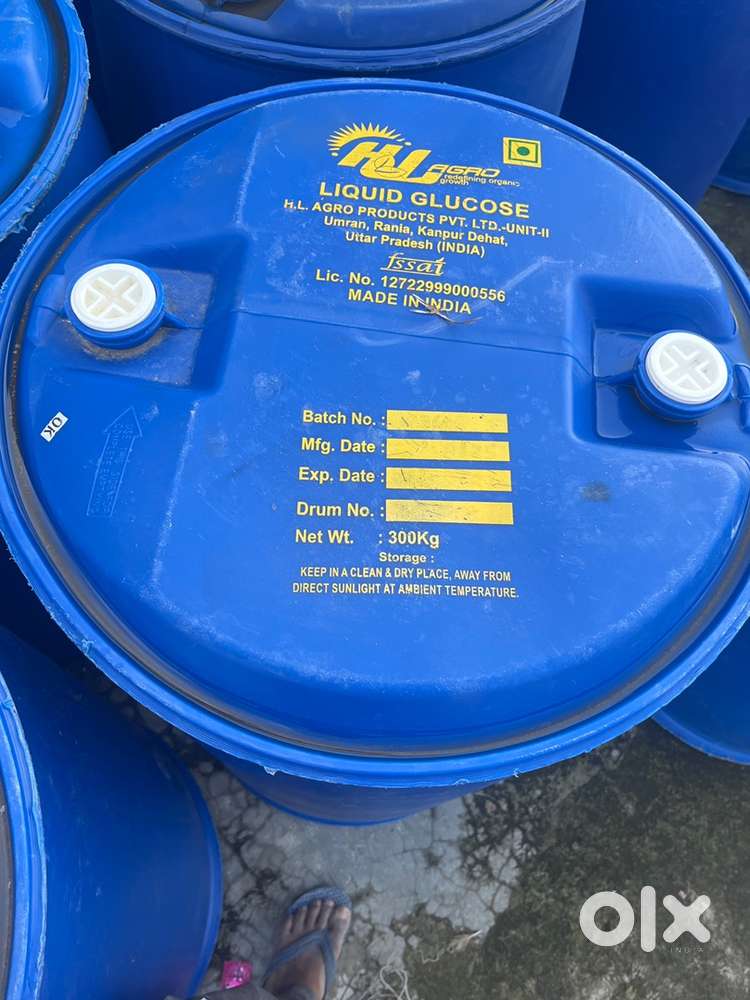 HL AGRO
redefining organic
growth
LIQUID GLUCOSE
H.L. AGRO PRODUCTS PVT. LTD.-UNIT-II
Umran, Rania, Kanpur Dehat,
Uttar Pradesh (INDIA)
fssai
Lic. No. 12722999000556
MADE IN INDIA
OK
Batch No. :
Mfg. Date :
Exp. Date :
Drum No. :
Net Wt. : 300Kg
Storage :
KEEP IN A CLEAN & DRY PLACE, AWAY FROM
DIRECT SUNLIGHT AT AMBIENT TEMPERATURE.
olx
INDIA